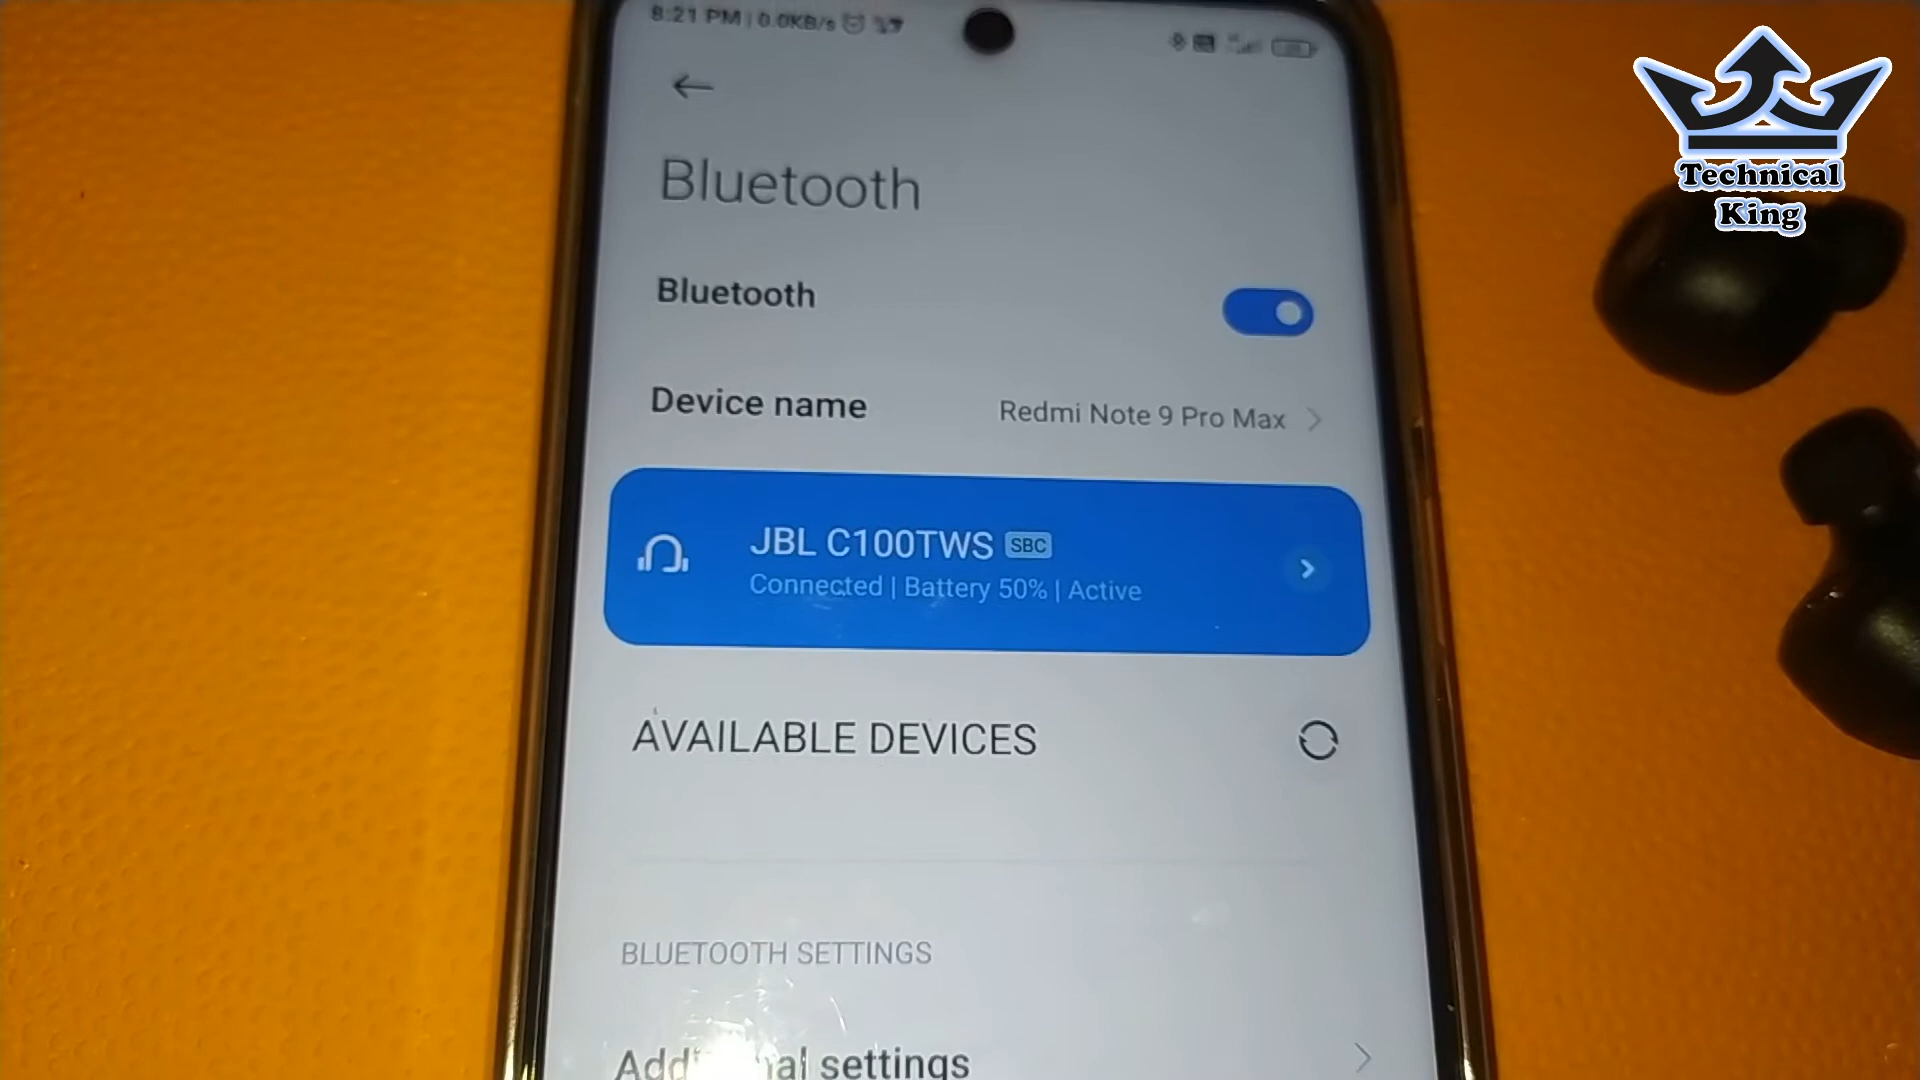 8:21 PM | 0.0KB/s
Technical
King
Bluetooth
Bluetooth
Device name
Redmi Note 9 Pro Max
JBL C100TWS SBC
Connected | Battery 50% | Active
AVAILABLE DEVICES
BLUETOOTH SETTINGS
settings